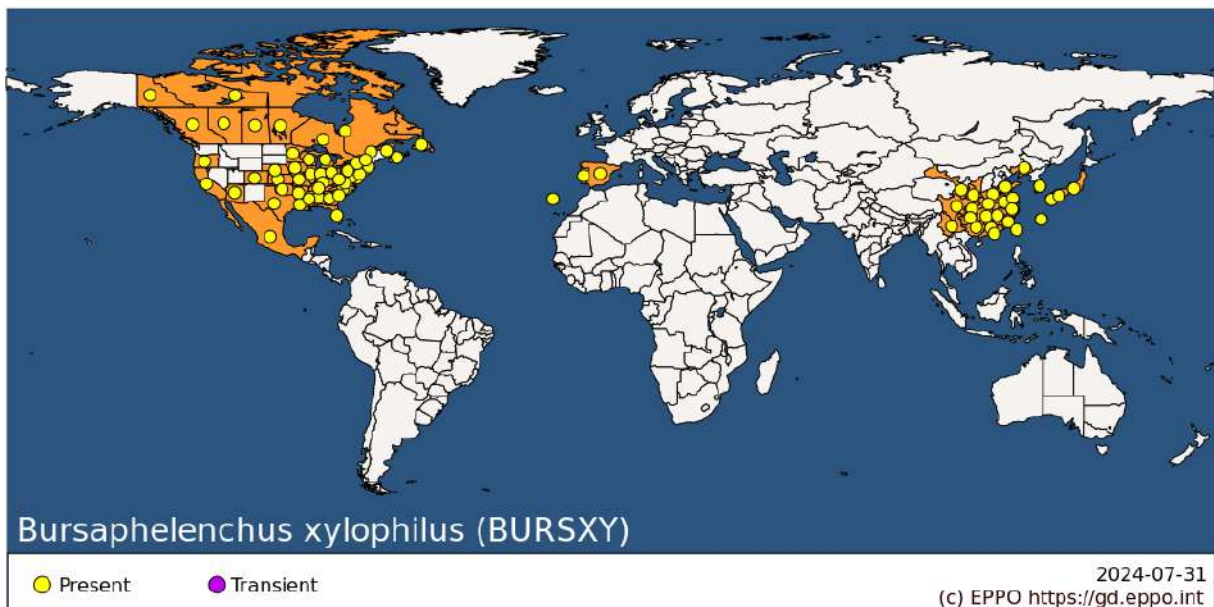 Bursaphelenchus xylophilus (BURSXY)
Present
Transient
2024-07-31
(c) EPPO https://gd.eppo.int